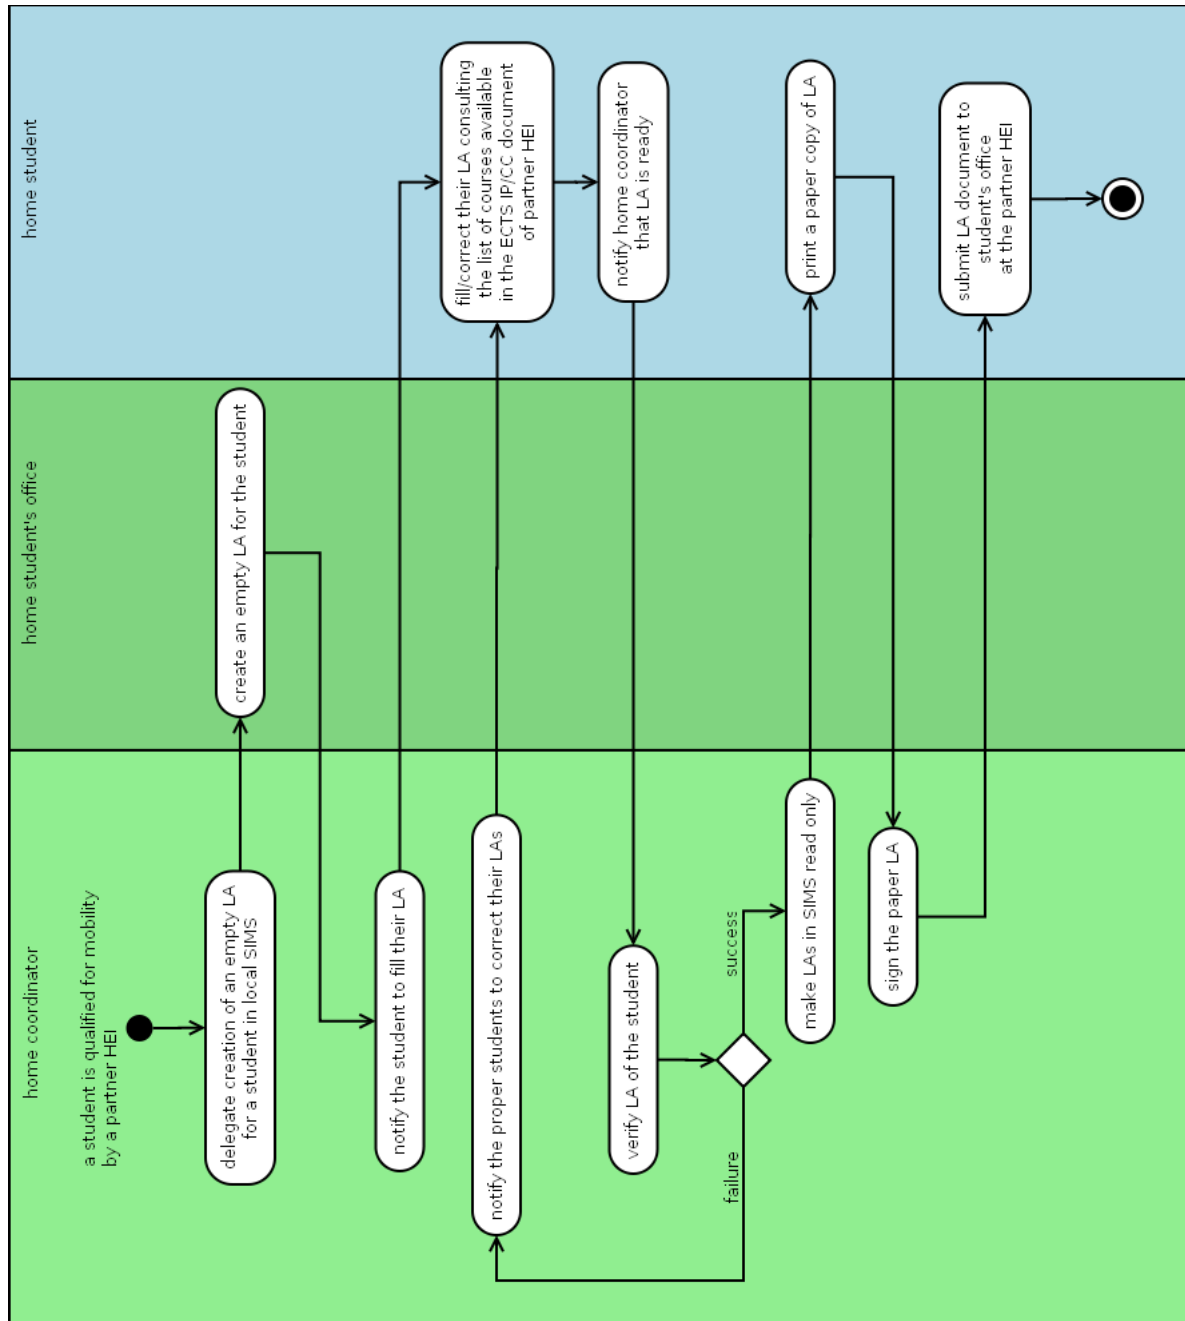 home coordinator
home student's office
home student
a student is qualified for mobility
by a partner HEI
delegate creation of an empty LA
for a student in local SIMS
create an empty LA for the student
notify the student to fill their LA
fill/correct their LA consulting
the list of courses available
in the ECTS IP/CC document
of partner HEI
notify the proper students to correct their LAs
notify home coordinator
that LA is ready
verify LA of the student
failure
success
make LAs in SIMS read only
print a paper copy of LA
sign the paper LA
submit LA document to
student's office
at the partner HEI